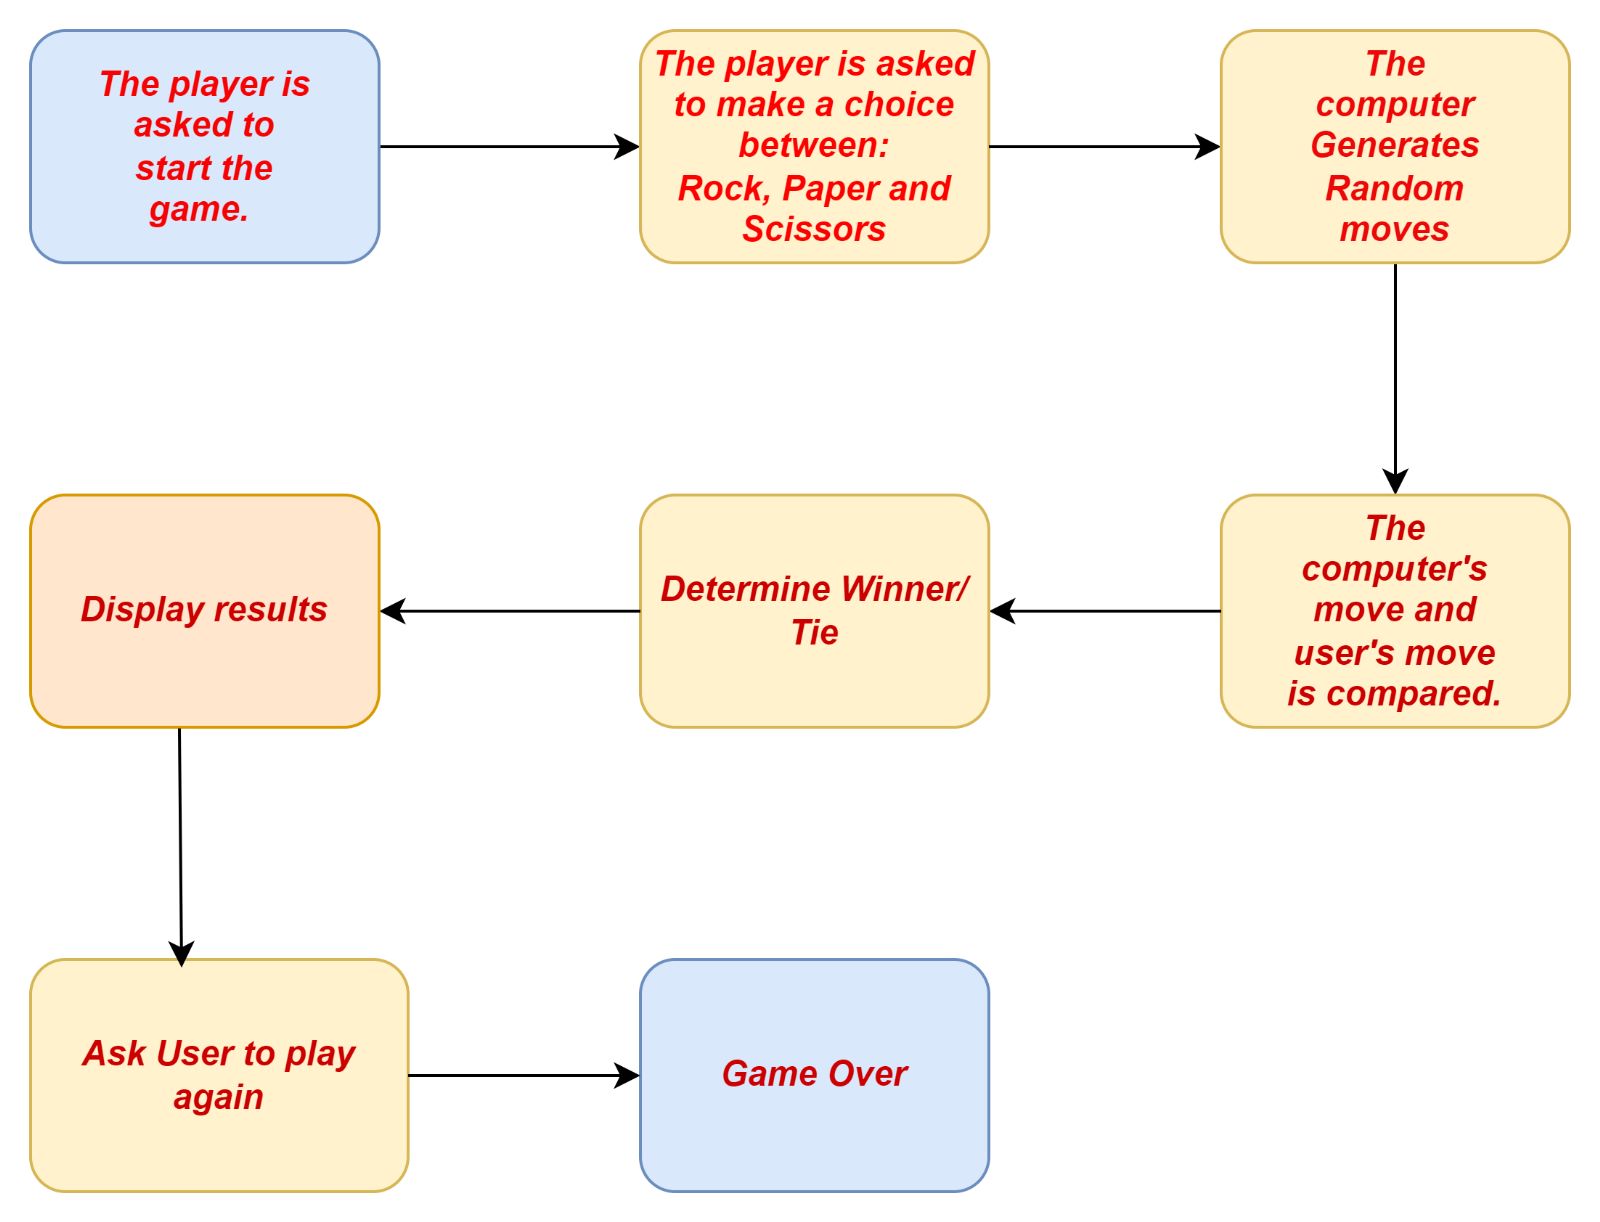 The player is
asked to
start the
game.
The player is asked
to make a choice
between:
Rock, Paper and
Scissors
The
computer
Generates
Random
moves
The
computer's
move and
user's move
is compared.
Determine Winner/
Tie
Display results
Ask User to play
again
Game Over